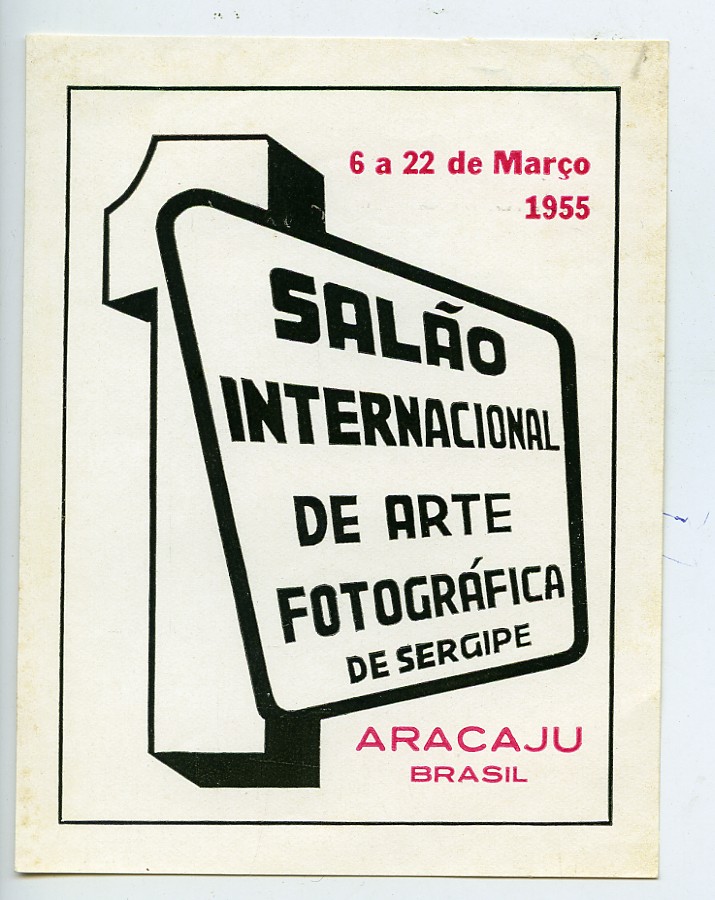 6 a 22 de Março
1955
SALÃO
INTERNACIONAL
DE ARTE
FOTOGRÁFICA
DE SERGIPE
ARACAJU
BRASIL